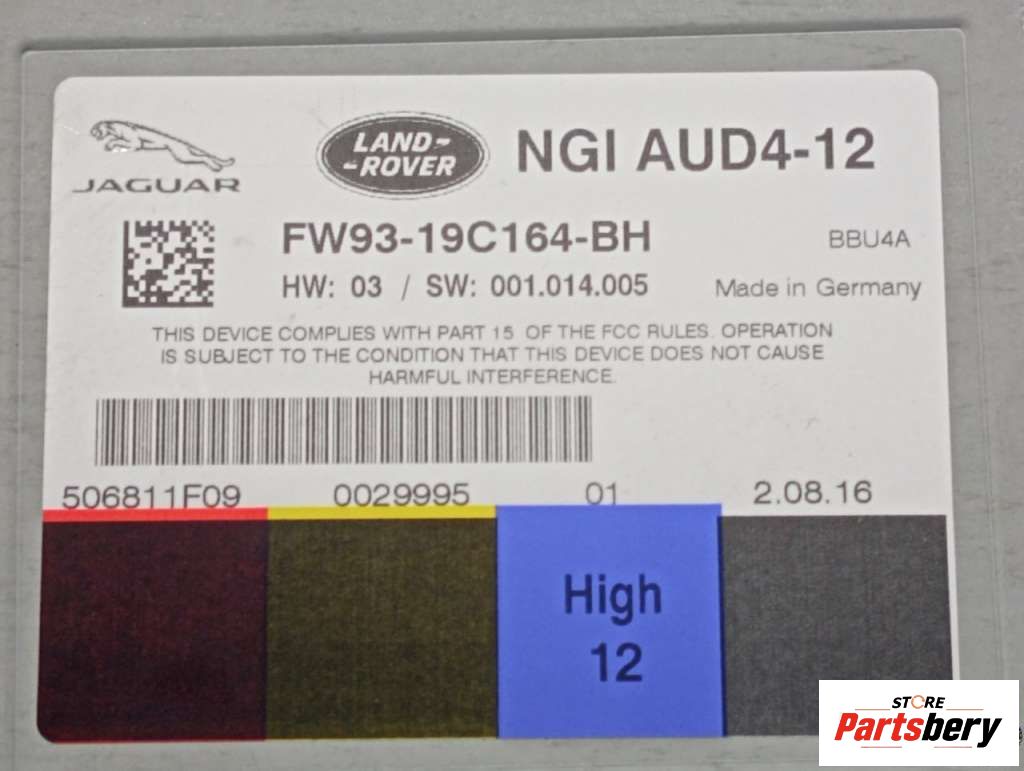 JAGUAR
LAND-
-ROVER
NGI AUD4-12
FW93-19C164-BH
BBU4A
HW: 03 / SW: 001.014.005
Made in Germany
THIS DEVICE COMPLIES WITH PART 15 OF THE FCC RULES. OPERATION
IS SUBJECT TO THE CONDITION THAT THIS DEVICE DOES NOT CAUSE
HARMFUL INTERFERENCE.
506811F09 0029995 01 2.08.16
High
12
STORE
Partsbery